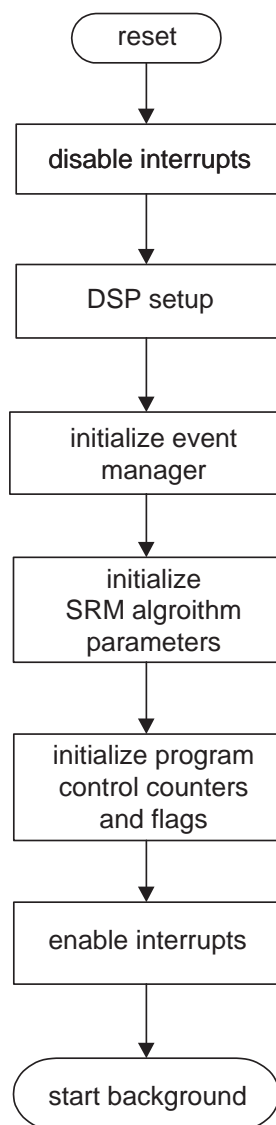 reset
disable interrupts
DSP setup
initialize event
manager
initialize
SRM algroithm
parameters
initialize program
control counters
and flags
enable interrupts
start background